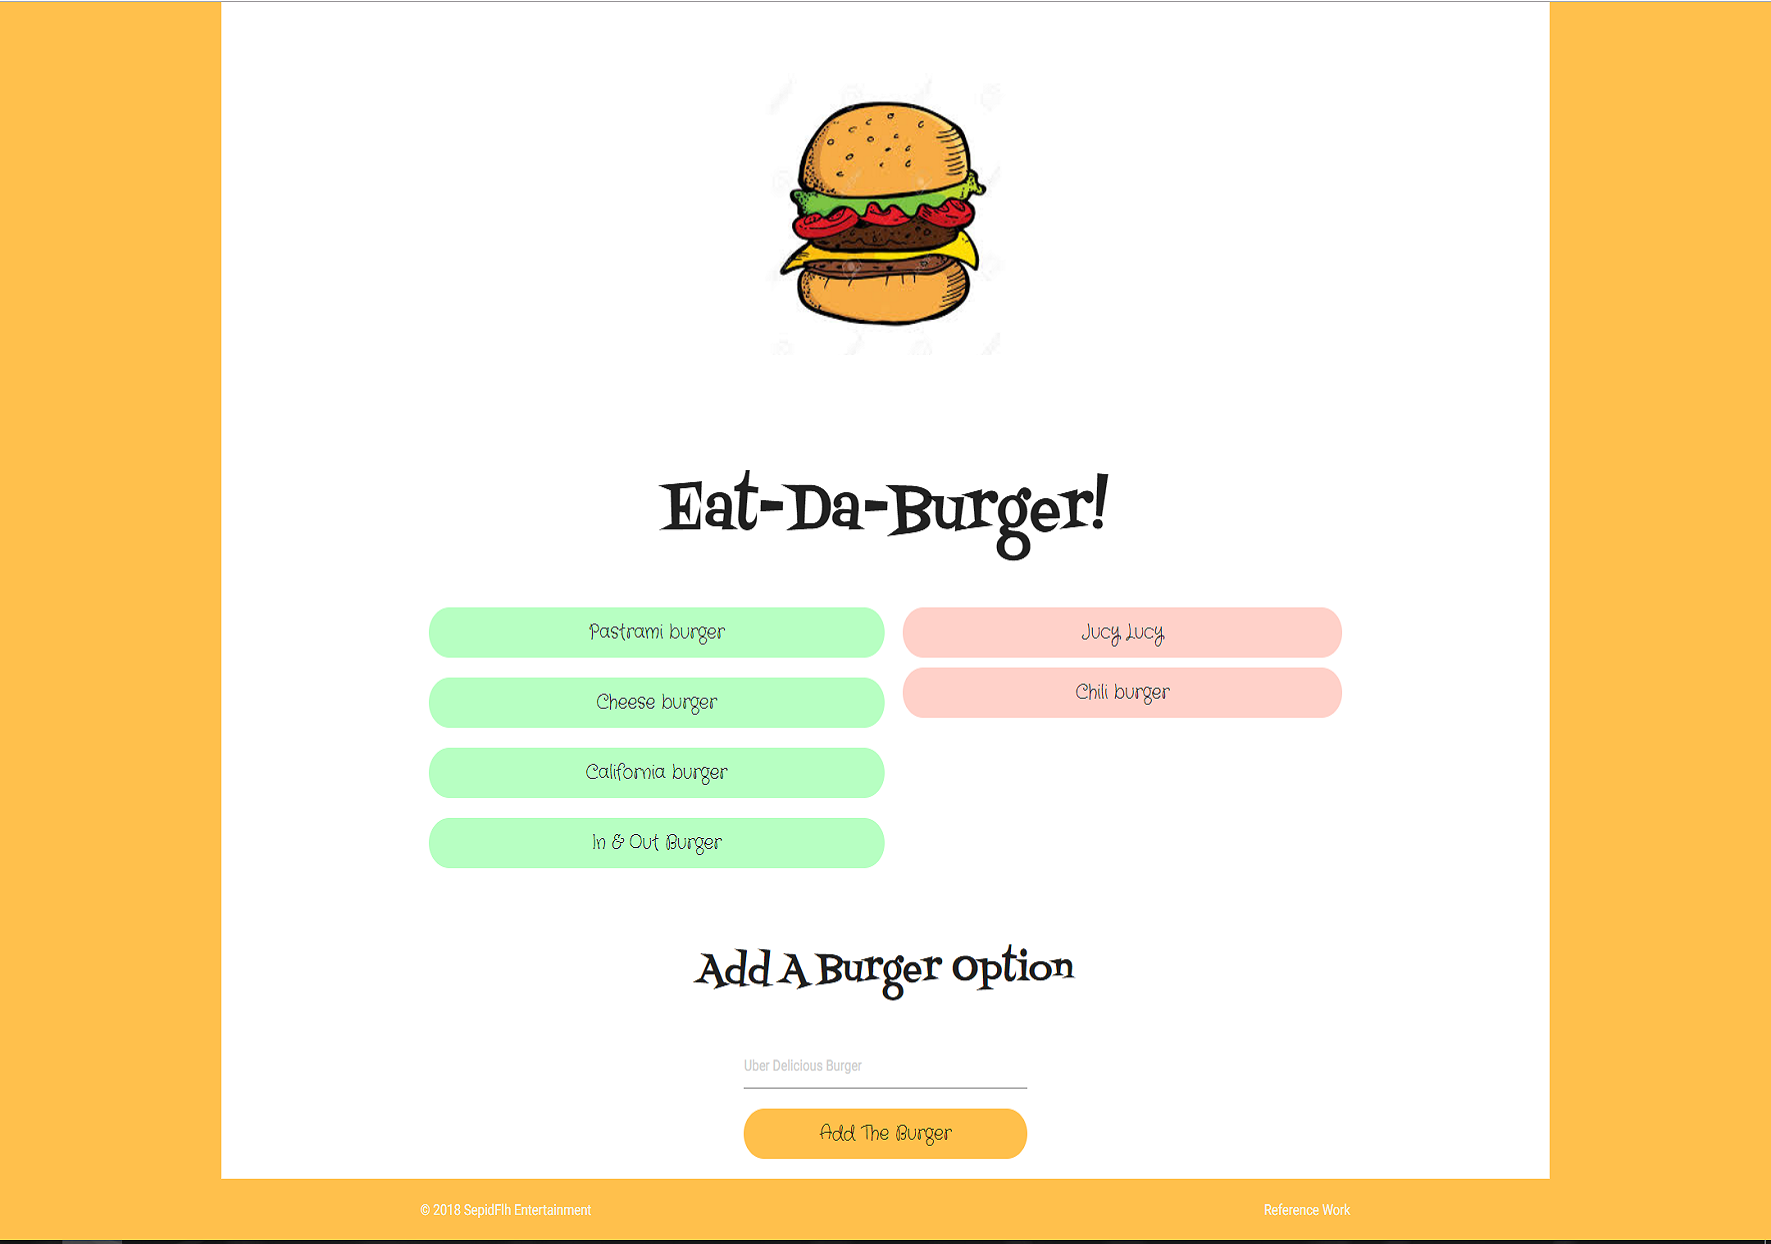 Eat-Da-Burger!
Pastrami burger
Jucy Lucy
Cheese burger
Chili burger
California burger
In & Out Burger
Add A Burger Option
Uber Delicious Burger
Add The Burger
© 2018 SepidFlh Entertainment
Reference Work